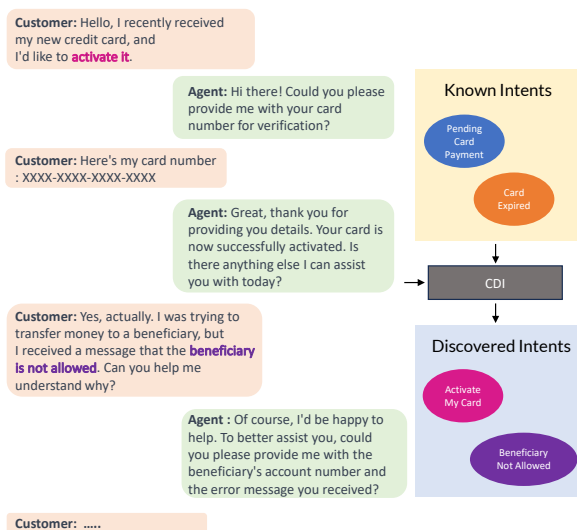 Customer: Hello, I recently received
my new credit card, and
I'd like to activate it.
Agent: Hi there! Could you please
provide me with your card
number for verification?
Customer: Here's my card number
: XXXX-XXXX-XXXX-XXXX
Agent: Great, thank you for
providing you details. Your card is
now successfully activated. Is
there anything else I can assist
you with today?
Customer: Yes, actually. I was trying to
transfer money to a beneficiary, but
I received a message that the beneficiary
is not allowed. Can you help me
understand why?
Agent : Of course, I'd be happy to
help. To better assist you, could
you please provide me with the
beneficiary's account number and
the error message you received?
Customer: .....
Known Intents
Pending
Card
Payment
Card
Expired
CDI
Discovered Intents
Activate
My Card
Beneficiary
Not Allowed